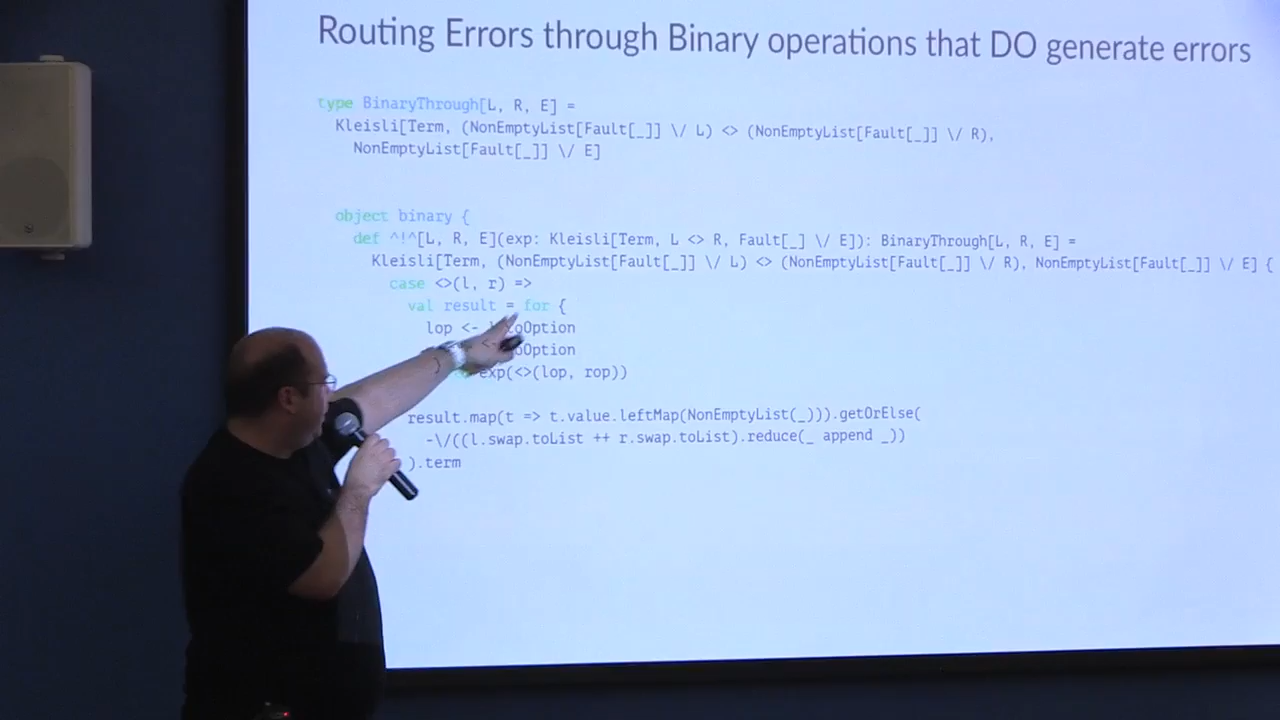 Routing Errors through Binary operations that DO generate errors
type BinaryThrough[L, R, E] =
Kleisli[Term, (NonEmptyList[Fault[_]] \/ L) <> (NonEmptyList[Fault[_]] \/ R),
NonEmptyList[Fault[_]] \/ E]
object binary {
def ^!^[L, R, E](exp: Kleisli[Term, L <> R, Fault[_] \/ E]): BinaryThrough[L, R, E] =
Kleisli[Term, (NonEmptyList[Fault[_]] \/ L) <> (NonEmptyList[Fault[_]] \/ R), NonEmptyList[Fault[_]] \/ E] {
case <>(l, r) =>
val result = for {
lop <-
exp(<>(lop, rop))
result.map(t => t.value.leftMap(NonEmptyList(_))).getOrElse(
-\/((l.swap.toList ++ r.swap.toList).reduce(_ append _))
).term